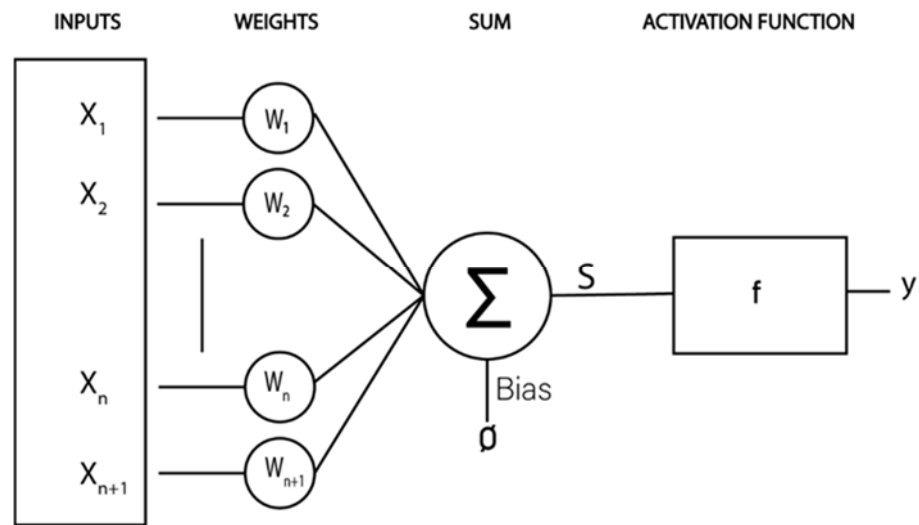 INPUTS WEIGHTS SUM ACTIVATION FUNCTION
X₁ W₁
X₂ W₂
Σ S f y
Xₙ Wₙ Bias
Ø
Xₙ₊₁ Wₙ₊₁